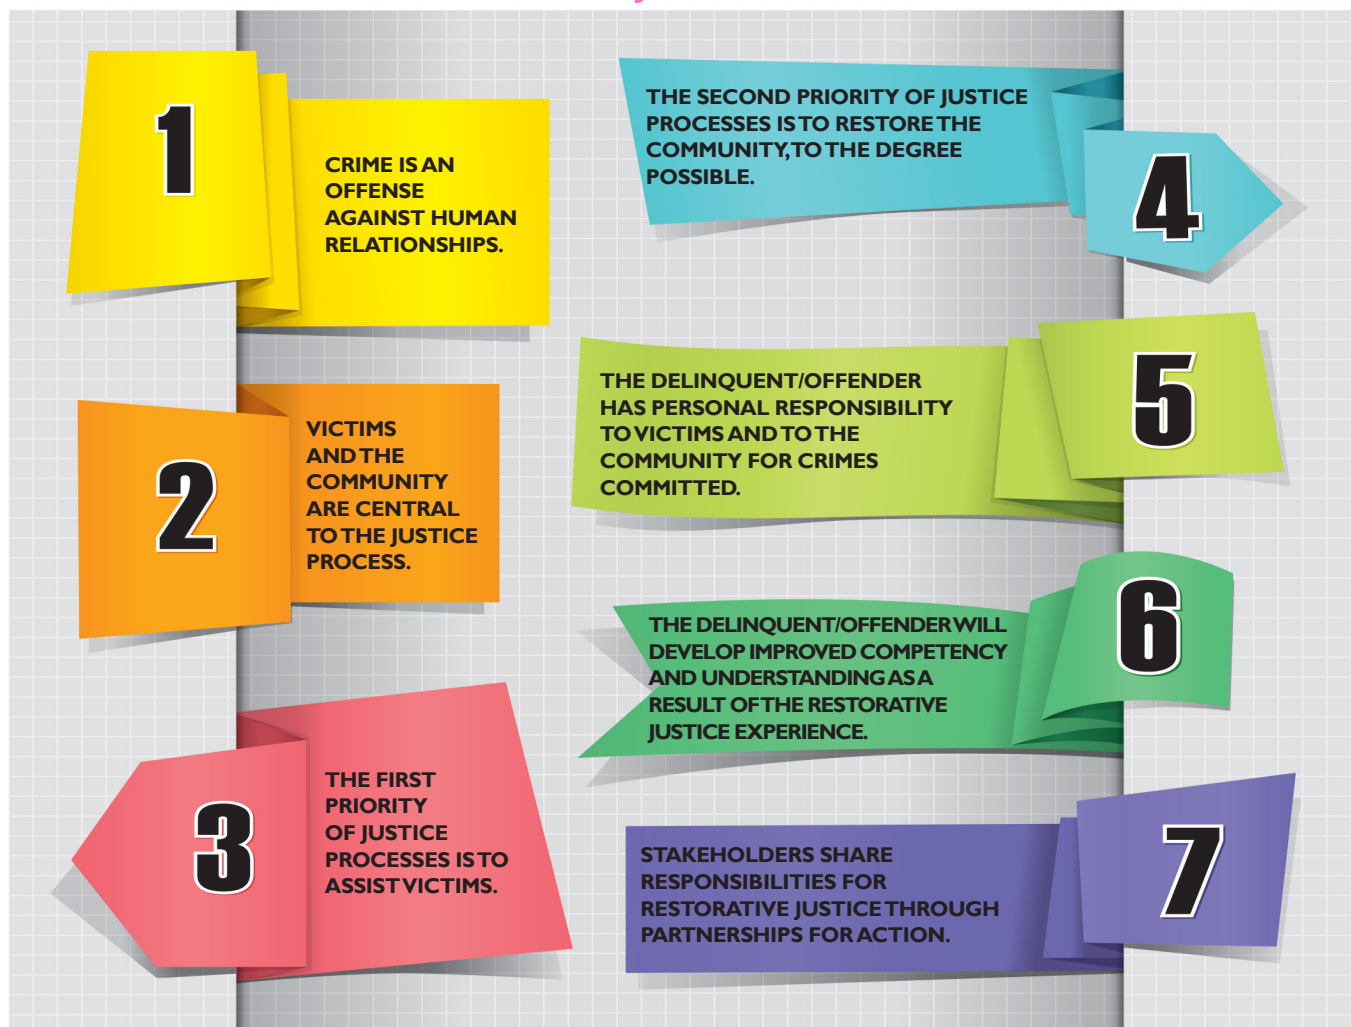 1
CRIME IS AN
OFFENSE
AGAINST HUMAN
RELATIONSHIPS.
2
VICTIMS
AND THE
COMMUNITY
ARE CENTRAL
TO THE JUSTICE
PROCESS.
3
THE FIRST
PRIORITY
OF JUSTICE
PROCESSES IS TO
ASSIST VICTIMS.
THE SECOND PRIORITY OF JUSTICE
PROCESSES IS TO RESTORE THE
COMMUNITY, TO THE DEGREE
POSSIBLE.
4
THE DELINQUENT/OFFENDER
HAS PERSONAL RESPONSIBILITY
TO VICTIMS AND TO THE
COMMUNITY FOR CRIMES
COMMITTED.
5
THE DELINQUENT/OFFENDER WILL
DEVELOP IMPROVED COMPETENCY
AND UNDERSTANDING AS A
RESULT OF THE RESTORATIVE
JUSTICE EXPERIENCE.
6
STAKEHOLDERS SHARE
RESPONSIBILITIES FOR
RESTORATIVE JUSTICE THROUGH
PARTNERSHIPS FOR ACTION.
7